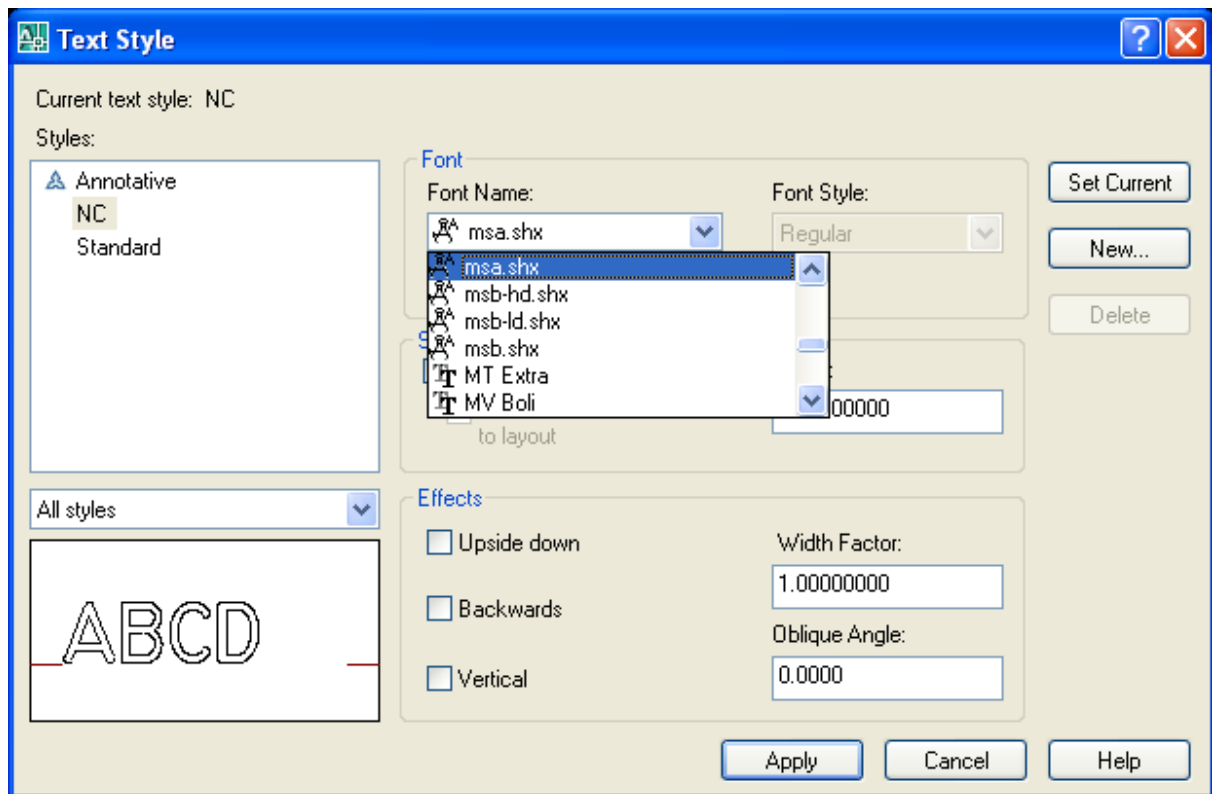 Text Style
Current text style: NC
Styles:
Annotative
NC
Standard
All styles
ABCD
Font
Font Name:
msa.shx
msa.shx
msb-hd.shx
msb-ld.shx
msb.shx
MT Extra
MV Boli
Font Style:
Regular
to layout
00000
Effects
Upside down
Backwards
Vertical
Width Factor:
1.00000000
Oblique Angle:
0.0000
Set Current
New...
Delete
Apply
Cancel
Help